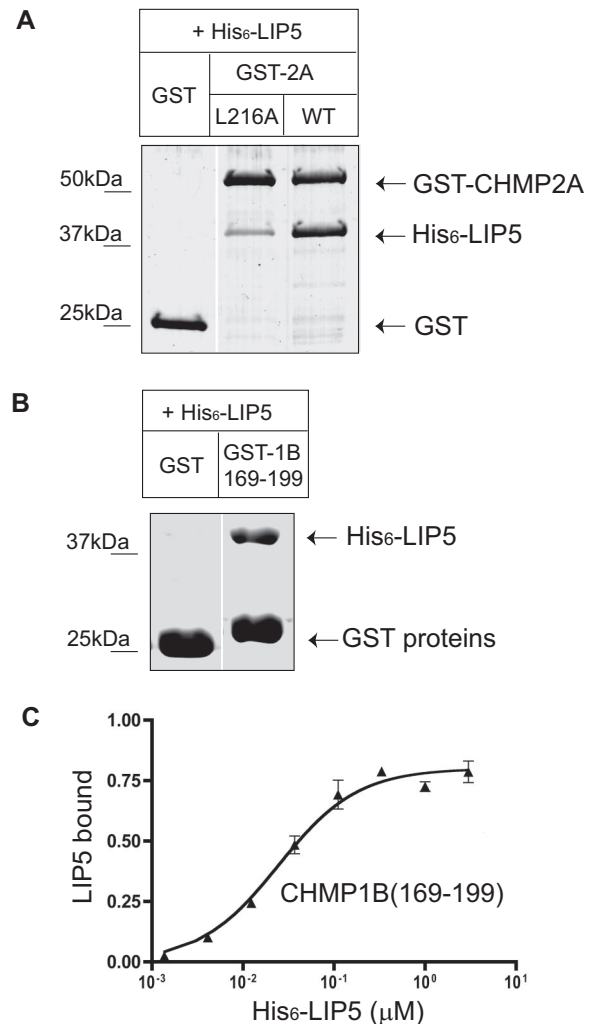 A
+ His₆-LIP5
GST
GST-2A
L216A
WT
50kDa
← GST-CHMP2A
37kDa
← His₆-LIP5
25kDa
← GST
B
+ His₆-LIP5
GST
GST-1B
169-199
37kDa
← His₆-LIP5
25kDa
← GST proteins
C
1.00
0.75
0.50
0.25
0.00
LIP5 bound
CHMP1B(169-199)
10⁻³
10⁻²
10⁻¹
10⁰
10¹
His₆-LIP5 (μM)